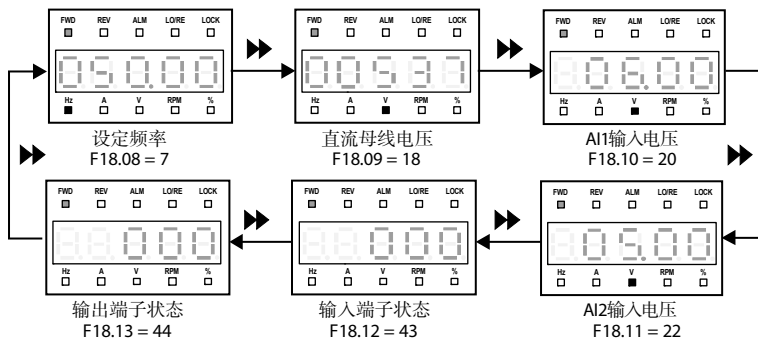 FWD REV ALM LO/RE LOCK
050.00
Hz A V RPM %
设定频率
F18.08 = 7
FWD REV ALM LO/RE LOCK
Hz A V RPM %
直流母线电压
F18.09 = 18
FWD REV ALM LO/RE LOCK
06.00
Hz A V RPM %
AI1输入电压
F18.10 = 20
FWD REV ALM LO/RE LOCK
000
Hz A V RPM %
输出端子状态
F18.13 = 44
FWD REV ALM LO/RE LOCK
000
Hz A V RPM %
输入端子状态
F18.12 = 43
FWD REV ALM LO/RE LOCK
05.00
Hz A V RPM %
AI2输入电压
F18.11 = 22